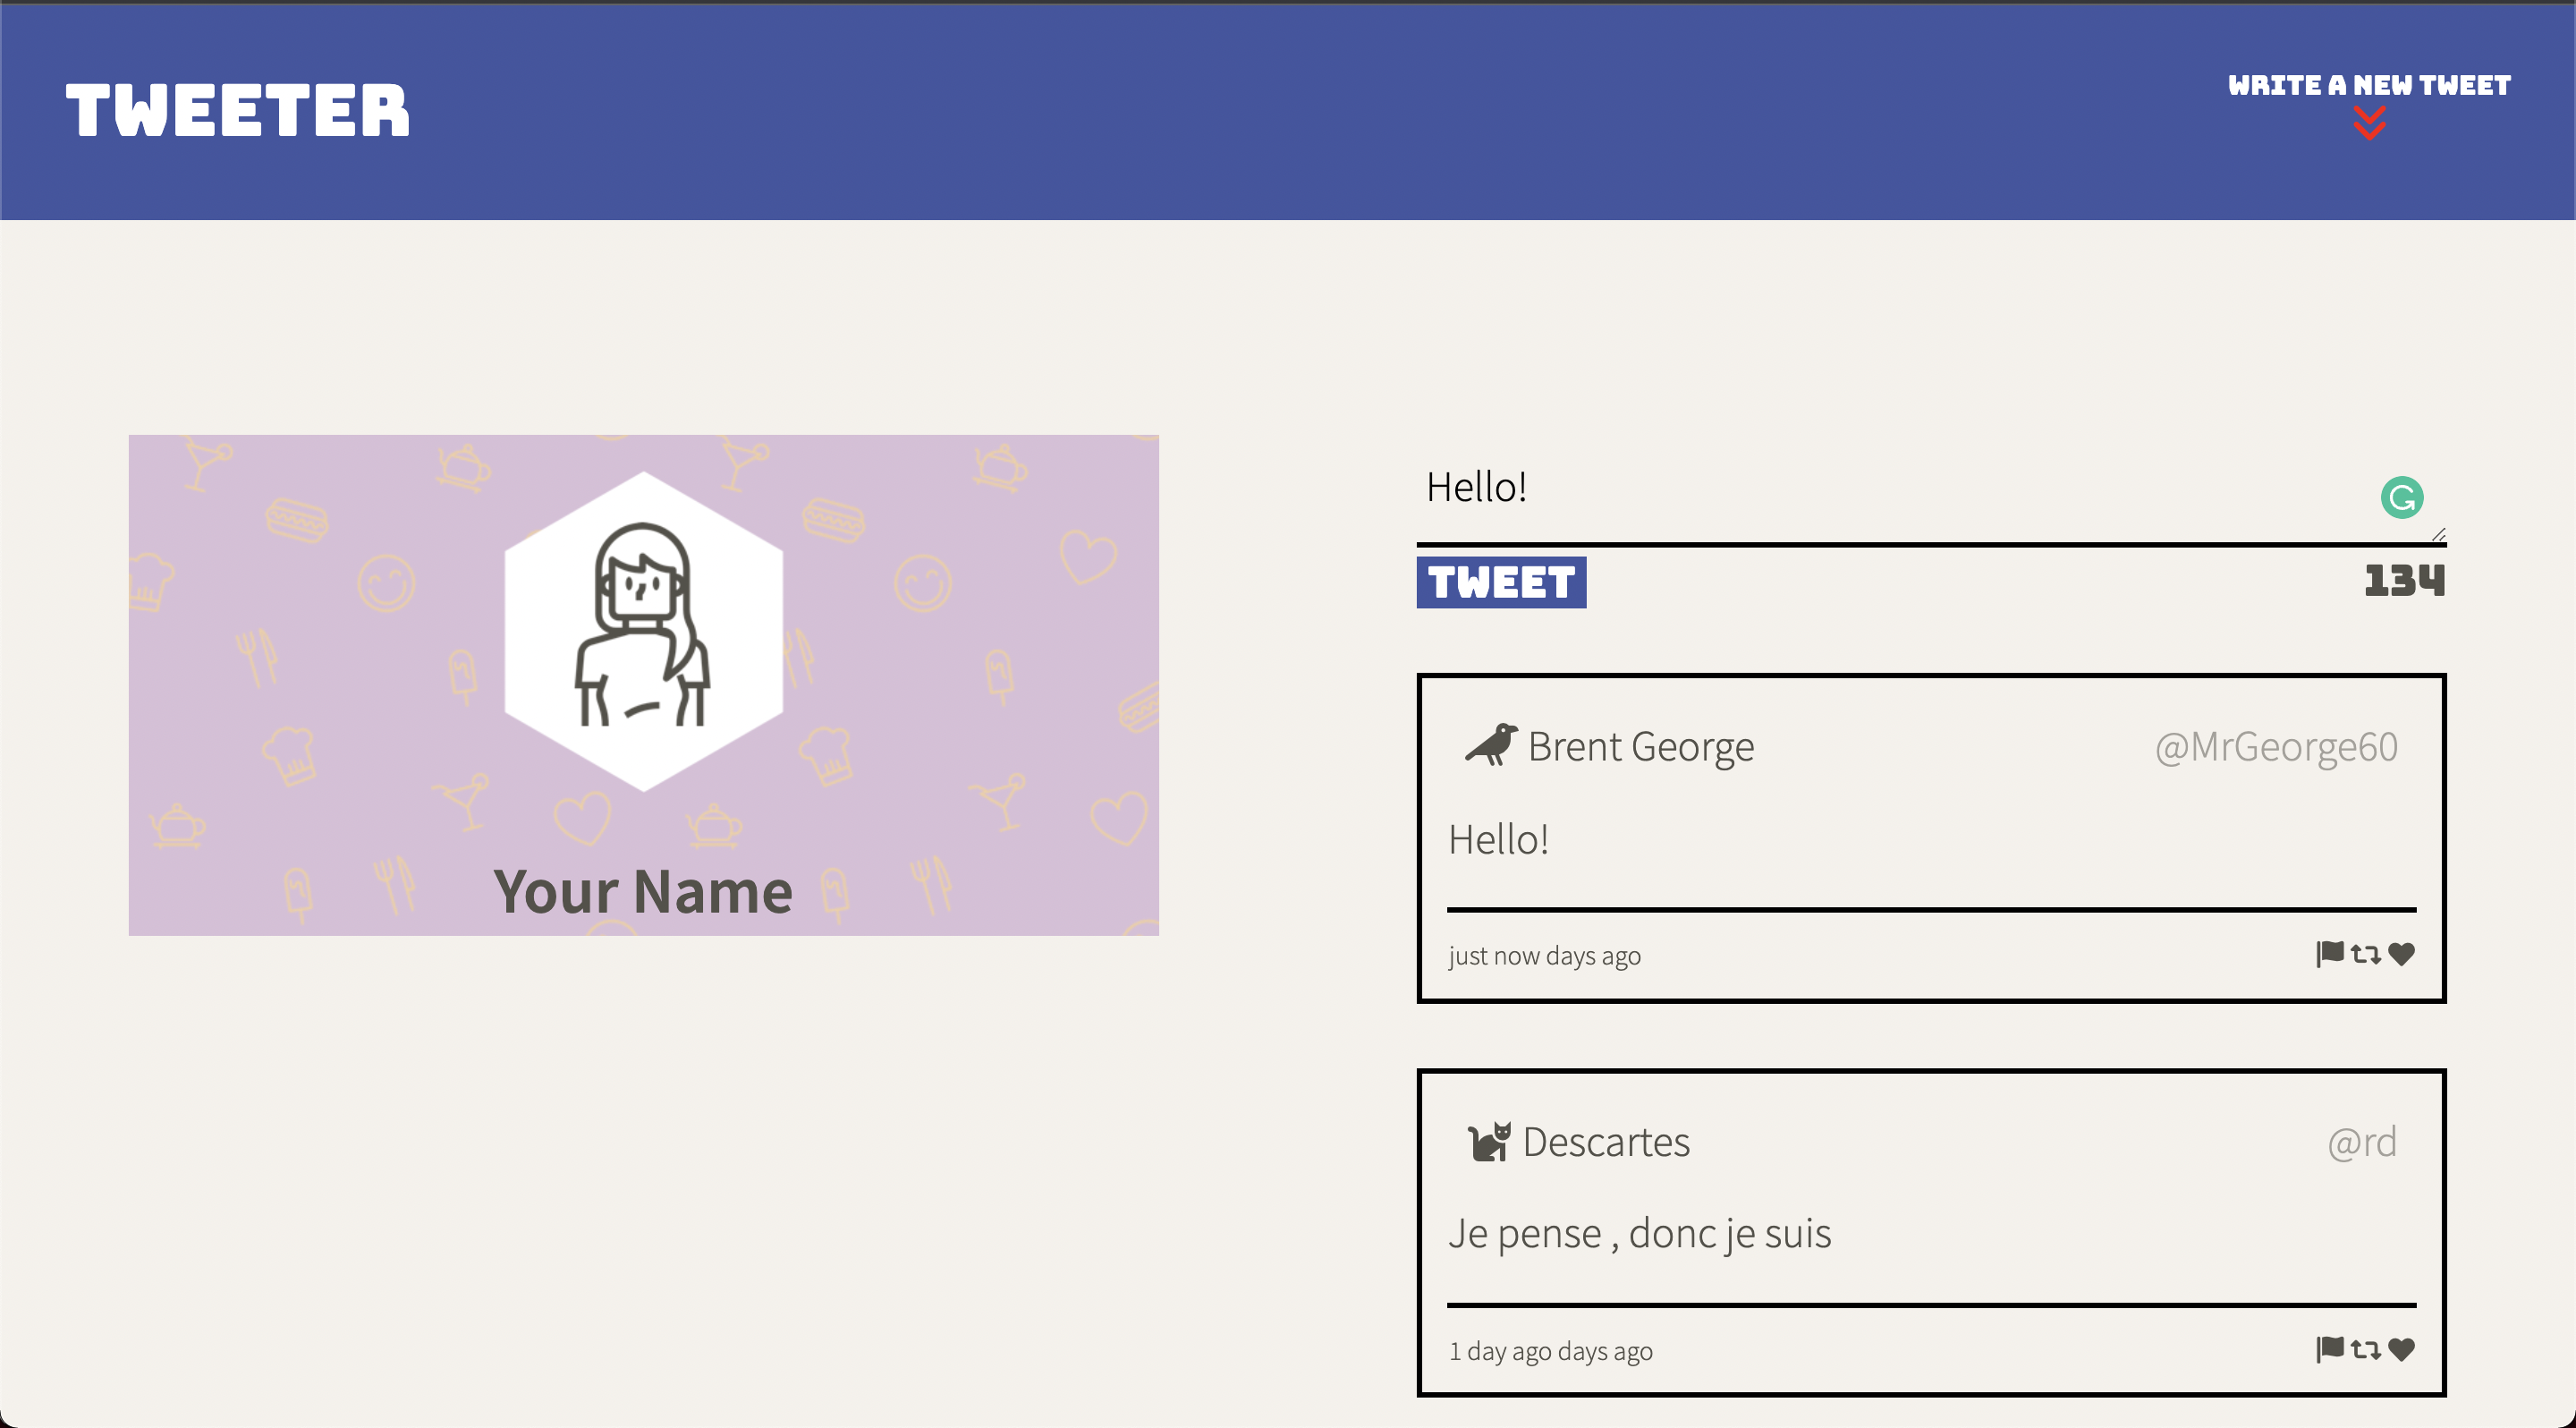 TWEETER
WRITE A NEW TWEET
Your Name
Hello!
TWEET
134
Brent George
@MrGeorge60
Hello!
just now days ago
Descartes
@rd
Je pense , donc je suis
1 day ago days ago